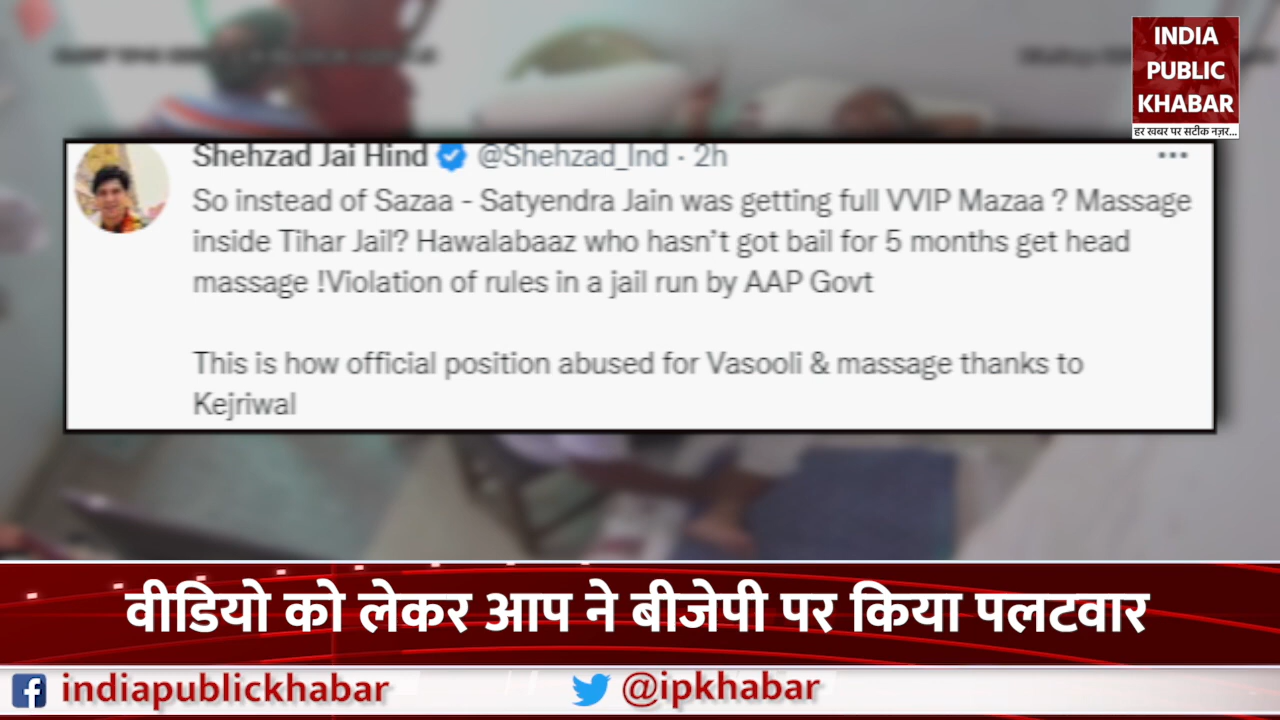 INDIA
PUBLIC
KHABAR
हर खबर पर सटीक नज़र...
Shehzad Jai Hind @Shehzad_Ind · 2h
So instead of Sazaa - Satyendra Jain was getting full VVIP Mazaa ? Massage
inside Tihar Jail? Hawalabaaz who hasn't got bail for 5 months get head
massage !Violation of rules in a jail run by AAP Govt
This is how official position abused for Vasooli & massage thanks to
Kejriwal
वीडियो को लेकर आप ने बीजेपी पर किया पलटवार
indiapublickhabar
@ipkhabar